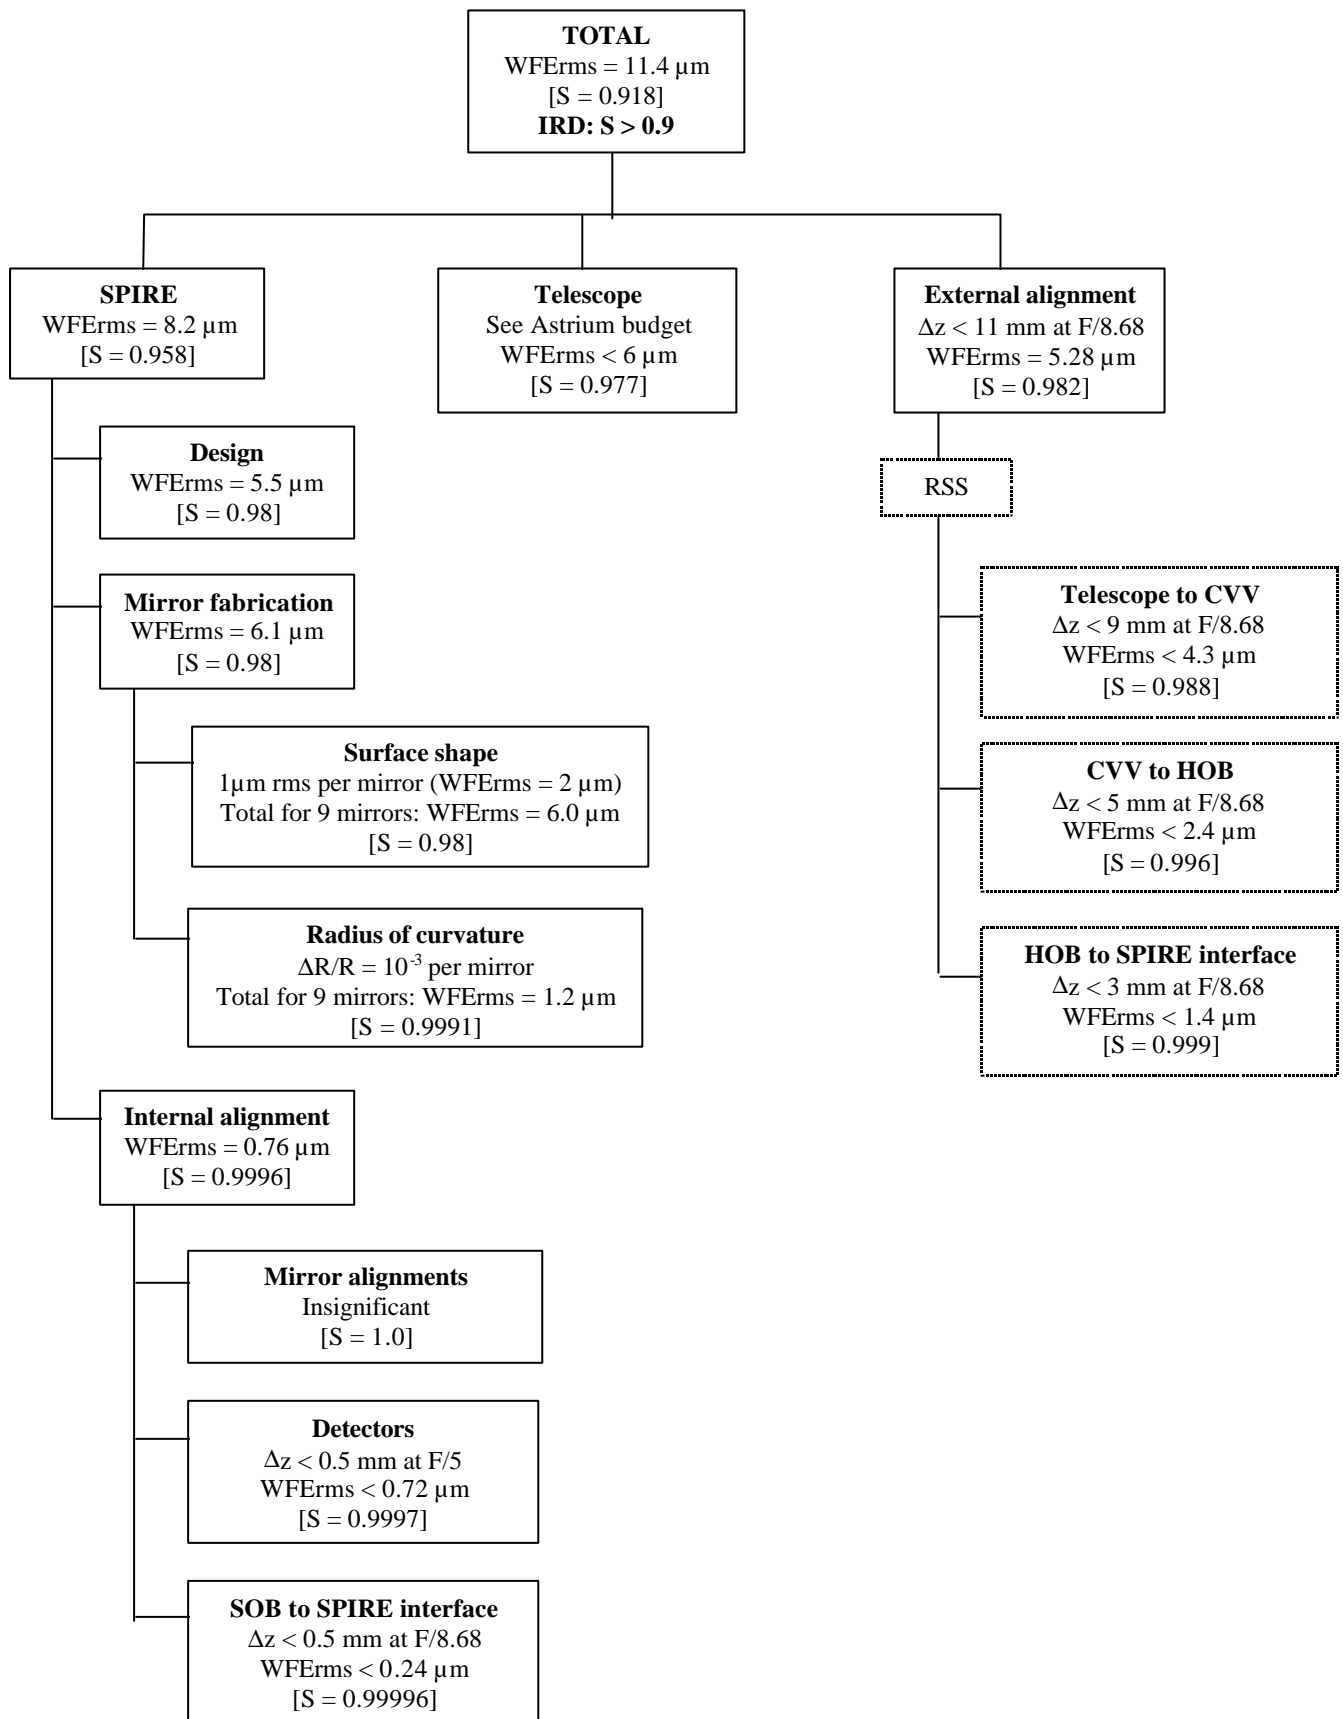 TOTAL
WFErms = 11.4 µm
[S = 0.918]
IRD: S > 0.9
SPIRE
WFErms = 8.2 µm
[S = 0.958]
Telescope
See Astrium budget
WFErms < 6 µm
[S = 0.977]
External alignment
Δz < 11 mm at F/8.68
WFErms = 5.28 µm
[S = 0.982]
Design
WFErms = 5.5 µm
[S = 0.98]
RSS
Mirror fabrication
WFErms = 6.1 µm
[S = 0.98]
Telescope to CVV
Δz < 9 mm at F/8.68
WFErms < 4.3 µm
[S = 0.988]
Surface shape
1µm rms per mirror (WFErms = 2 µm)
Total for 9 mirrors: WFErms = 6.0 µm
[S = 0.98]
CVV to HOB
Δz < 5 mm at F/8.68
WFErms < 2.4 µm
[S = 0.996]
Radius of curvature
ΔR/R = 10⁻³ per mirror
Total for 9 mirrors: WFErms = 1.2 µm
[S = 0.9991]
HOB to SPIRE interface
Δz < 3 mm at F/8.68
WFErms < 1.4 µm
[S = 0.999]
Internal alignment
WFErms = 0.76 µm
[S = 0.9996]
Mirror alignments
Insignificant
[S = 1.0]
Detectors
Δz < 0.5 mm at F/5
WFErms < 0.72 µm
[S = 0.9997]
SOB to SPIRE interface
Δz < 0.5 mm at F/8.68
WFErms < 0.24 µm
[S = 0.99996]